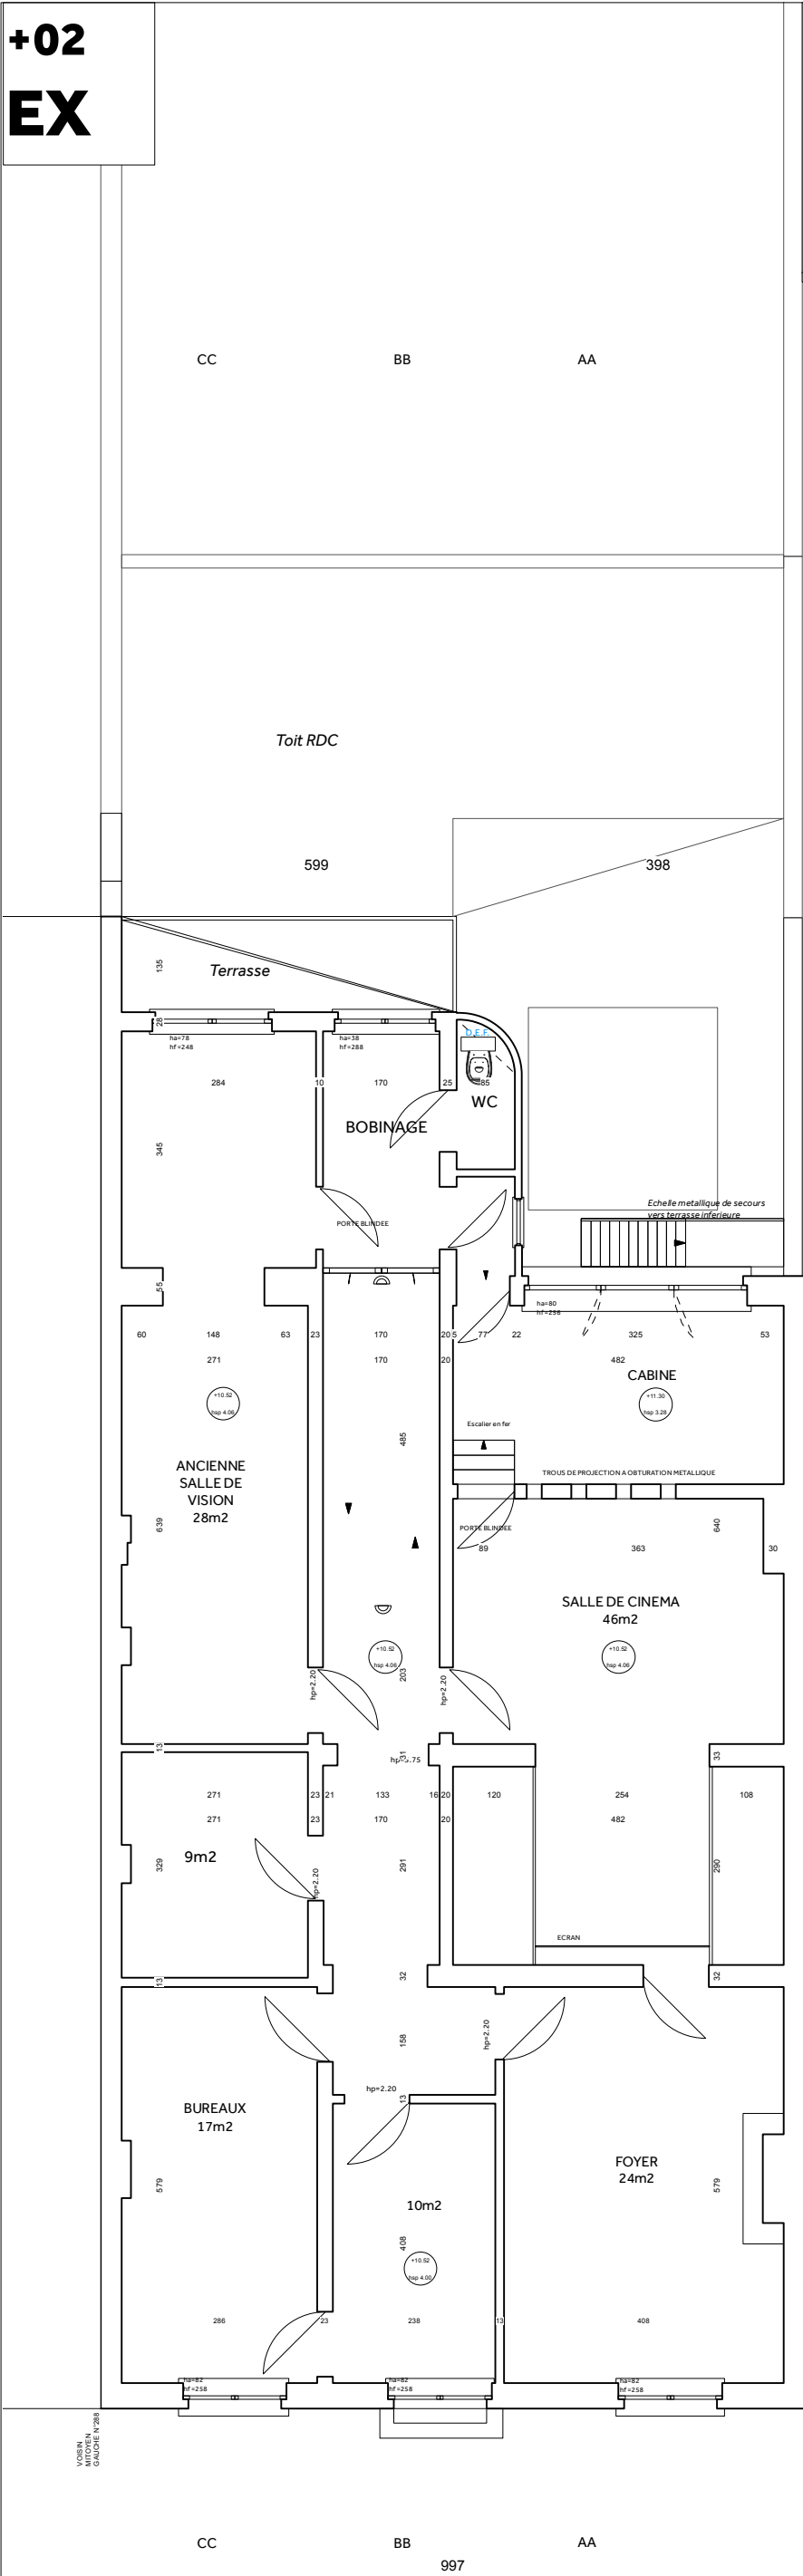 +02
EX
CC BB AA
Toit RDC
599 398
135
Terrasse
28
D.E.F.
ha=78
hf=248
ha=38
hf=288
284 10 170 25 85
WC
BOBINAGE
345
Echelle metallique de secours
vers terrasse inferieure
PORTE BLINDEE
55
ha=80
hf=256
60 148 63 23 170 20 5 77 22 325 53
271 170 20 482
CABINE
+10.52
hsp 4.06
+11.30
hsp 3.28
Escalier en fer
485
ANCIENNE
SALLE DE
VISION
28m2
TROUS DE PROJECTION A OBTURATION METALLIQUE
639
640
PORTE BLINDEE
89 363 30
SALLE DE CINEMA
46m2
+10.52
hsp 4.06
+10.52
hsp 4.06
203
hp=2.20
hp=2.20
13
31
33
271 23 21 133 16 20 120 254 108
271 23 170 20 482
9m2
329
291
290
hp=2.20
ECRAN
13
32
32
158
hp=2.20
hp=2.20
13
BUREAUX
17m2
FOYER
24m2
579
579
10m2
408
+10.52
hsp 4.00
286 23 238 13 408
ha=82
hf=258
ha=82
hf=258
ha=82
hf=258
VOISIN
MITOYEN
GAUCHE N°288
CC BB AA
997